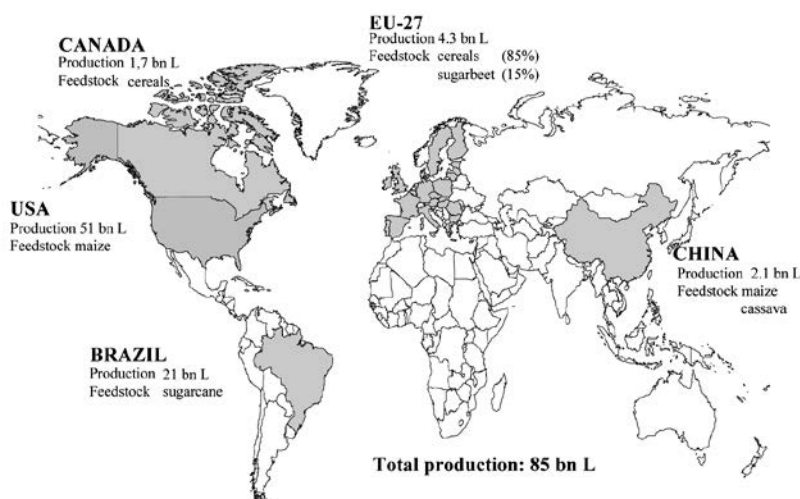 EU-27
Production 4.3 bn L
Feedstock cereals (85%)
sugarbeet (15%)
CANADA
Production 1,7 bn L
Feedstock cereals
USA
Production 51 bn L
Feedstock maize
CHINA
Production 2.1 bn L
Feedstock maize
cassava
BRAZIL
Production 21 bn L
Feedstock sugarcane
Total production: 85 bn L